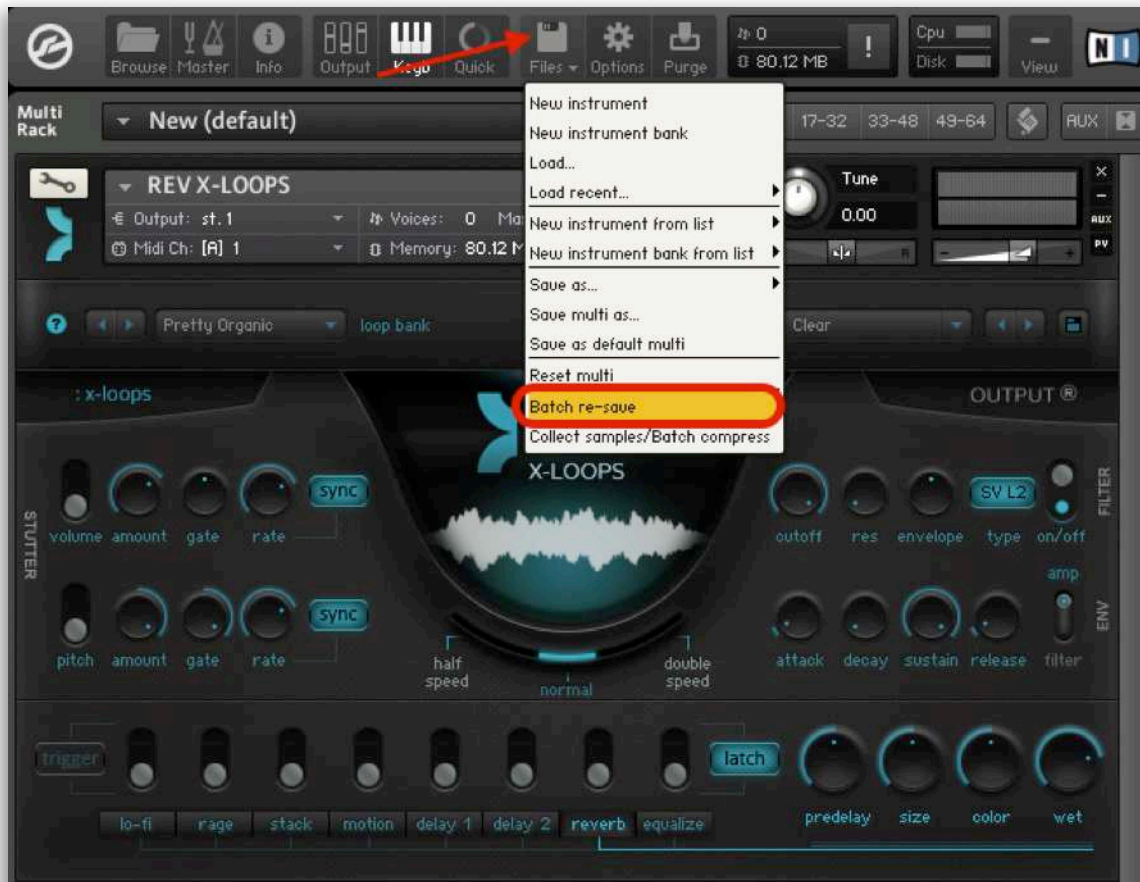 Browse Master Info Output Keyb Quick Files Options Purge
0
80.12 MB
!
Cpu
Disk
View
NI
Multi Rack
New (default)
17-32 33-48 49-64
AUX
New instrument
New instrument bank
Load...
Load recent...
New instrument from list
New instrument bank from list
Save as...
Save multi as...
Save as default multi
Reset multi
Batch re-save
Collect samples/Batch compress
REV X-LOOPS
Output: st.1
Voices: 0
Midi Ch: [A] 1
Memory: 80.12
Tune
0.00
R
×
−
AUX
PV
− +
?
Pretty Organic
loop bank
Clear
: x-loops
OUTPUT ®
X-LOOPS
STUTTER
volume amount gate rate sync
pitch amount gate rate sync
half speed
normal
double speed
cutoff res envelope type on/off
SV L2
FILTER
amp
ENV
attack decay sustain release filter
trigger
latch
lo-fi rage stack motion delay 1 delay 2 reverb equalize
predelay size color wet